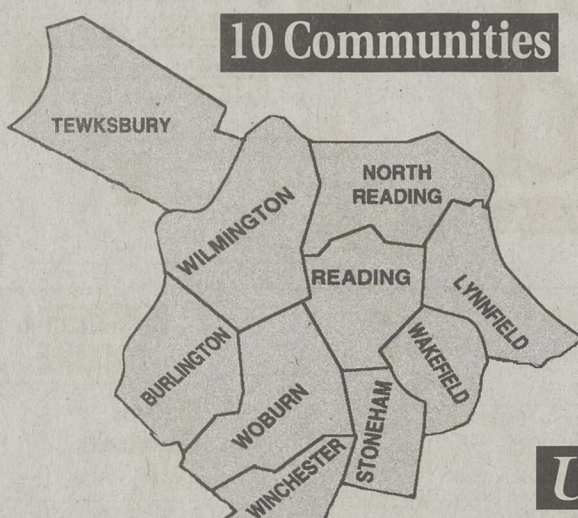 10 Communities
TEWKSBURY
NORTH
READING
WILMINGTON
READING
LYNNFIELD
BURLINGTON
WAKEFIELD
WOBURN
STONEHAM
WINCHESTER
U